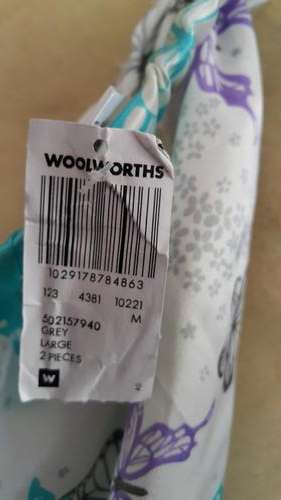 WOOLWORTHS
1029178784863
123 4381 10221
502157940 M
GREY
LARGE
2 PIECES
W